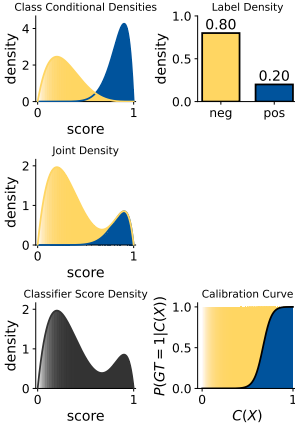 Class Conditional Densities
density
4
2
0
0
1
score
Label Density
density
1.0
0.5
0.0
0.80
0.20
neg
pos
Joint Density
density
2
1
0
0
1
score
Classifier Score Density
density
2
1
0
0
1
score
Calibration Curve
P(GT = 1|C(X))
1.0
0.5
0.0
0
1
C(X)